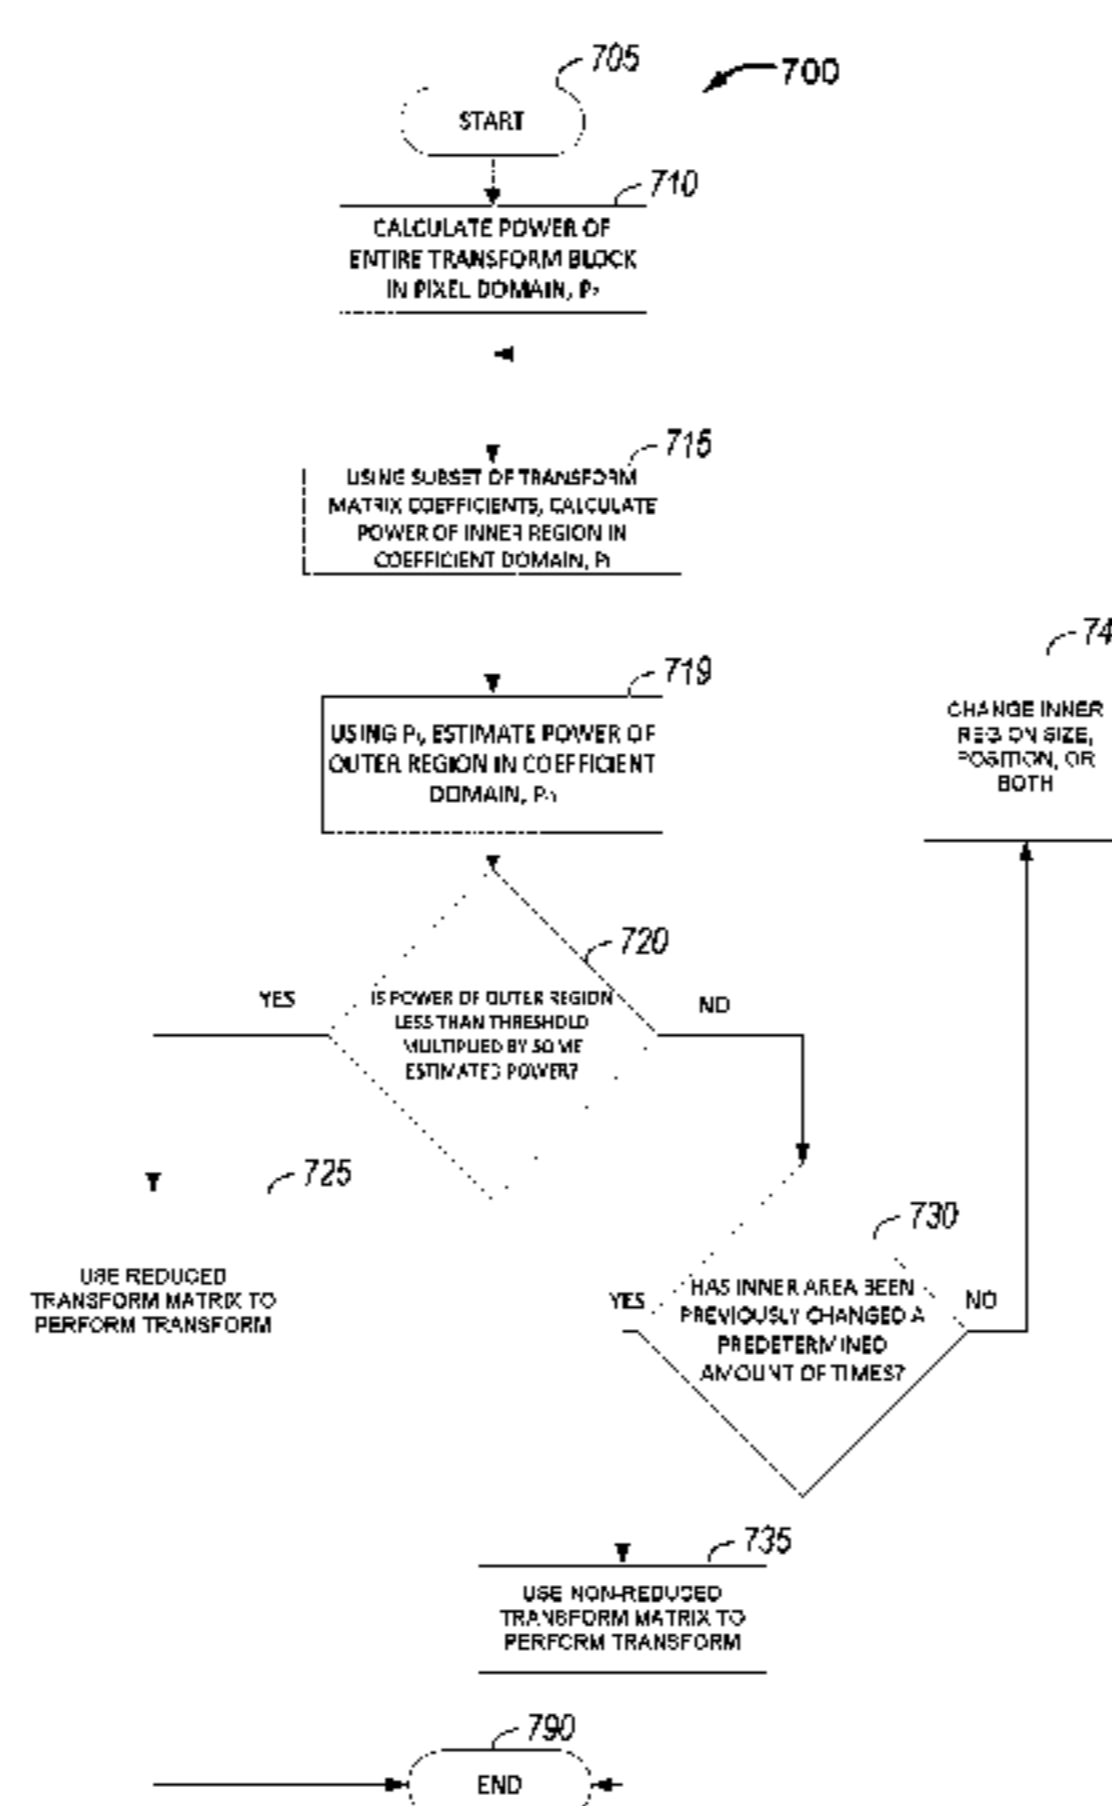 705
700
START
710
CALCULATE POWER OF
ENTIRE TRANSFORM BLOCK
IN PIXEL DOMAIN,
715
USING SUBSET OF TRANSFORM
MATRIX COEFFICIENTS, CALCULATE
POWER OF INNER REGION IN
COEFFICIENT DOMAIN,
719
USING ESTIMATE POWER OF
OUTER REGION IN COEFFICIENT
DOMAIN,
74
CHANGE INNER
REGION SIZE,
POSITION, OR
BOTH
720
YES
IS POWER OF OUTER REGION
LESS THAN THRESHOLD
MULTIPLIED BY SOME
ESTIMATED POWER?
NO
725
USE REDUCED
TRANSFORM MATRIX TO
PERFORM TRANSFORM
730
YES
HAS INNER AREA BEEN
PREVIOUSLY CHANGED A
PREDETERMINED
AMOUNT OF TIMES?
NO
735
USE NON-REDUCED
TRANSFORM MATRIX TO
PERFORM TRANSFORM
790
END